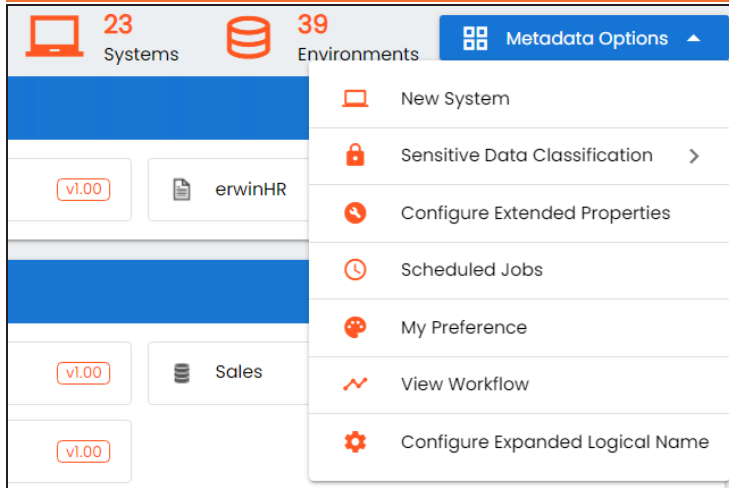 23
Systems
39
Environments
Metadata Options
New System
Sensitive Data Classification
v1.00
erwinHR
Configure Extended Properties
Scheduled Jobs
My Preference
v1.00
Sales
View Workflow
v1.00
Configure Expanded Logical Name